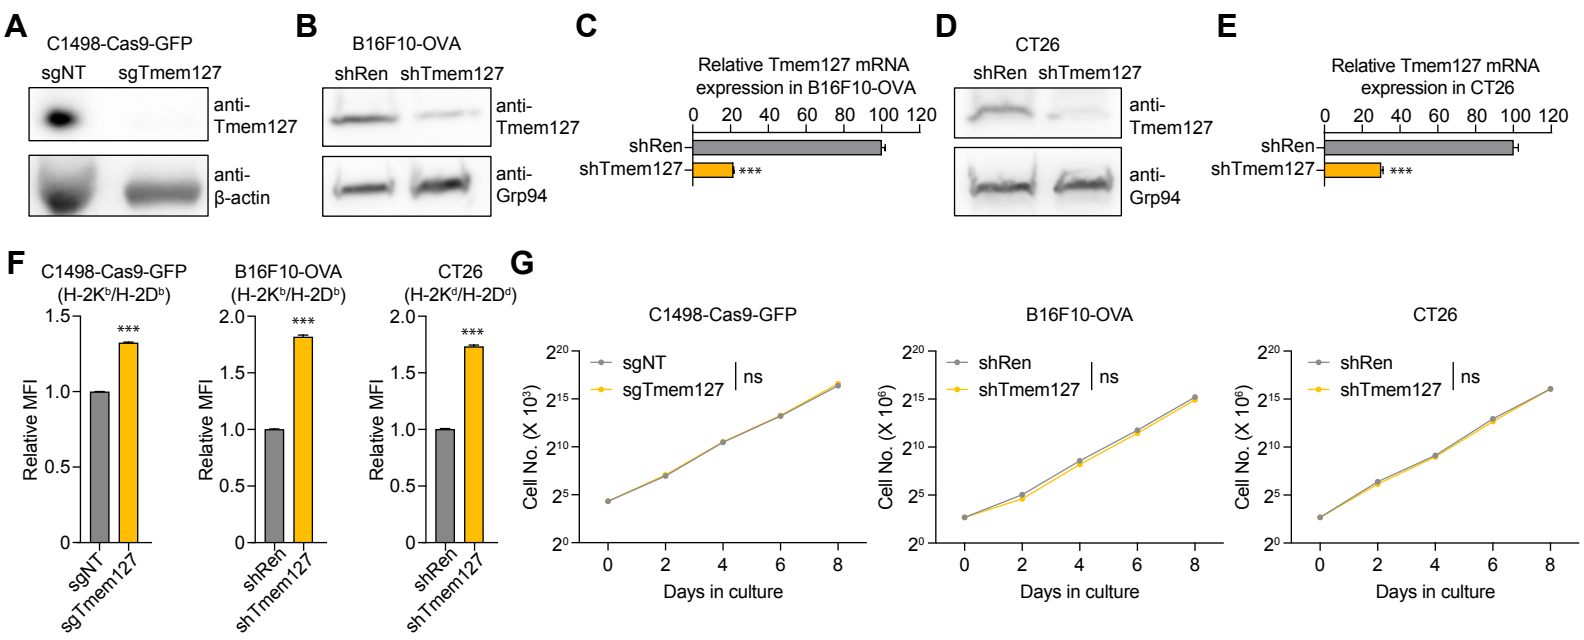 A
C1498-Cas9-GFP
sgNT sgTmem127
anti-
Tmem127
anti-
β-actin
B
B16F10-OVA
shRen shTmem127
anti-
Tmem127
anti-
Grp94
C
Relative Tmem127 mRNA
expression in B16F10-OVA
0 20 40 60 80 100 120
shRen
shTmem127
***
D
CT26
shRen shTmem127
anti-
Tmem127
anti-
Grp94
E
Relative Tmem127 mRNA
expression in CT26
0 20 40 60 80 100 120
shRen
shTmem127
***
F
C1498-Cas9-GFP
(H-2Kᵇ/H-2Dᵇ)
Relative MFI
1.5
1.0
0.5
0
***
sgNT
sgTmem127
B16F10-OVA
(H-2Kᵇ/H-2Dᵇ)
Relative MFI
2.0
1.5
1.0
0.5
0
***
shRen
shTmem127
CT26
(H-2Kᵈ/H-2Dᵈ)
Relative MFI
2.0
1.5
1.0
0.5
0
***
shRen
shTmem127
G
C1498-Cas9-GFP
Cell No. (X 10³)
2²⁰
2¹⁵
2¹⁰
2⁵
2⁰
sgNT
sgTmem127
ns
0 2 4 6 8
Days in culture
B16F10-OVA
Cell No. (X 10⁶)
2²⁰
2¹⁵
2¹⁰
2⁵
2⁰
shRen
shTmem127
ns
0 2 4 6 8
Days in culture
CT26
Cell No. (X 10⁶)
2²⁰
2¹⁵
2¹⁰
2⁵
2⁰
shRen
shTmem127
ns
0 2 4 6 8
Days in culture